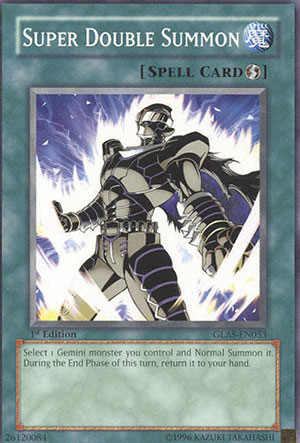 SUPER DOUBLE SUMMON
[SPELL CARD]
1st Edition
GLAS-EN053
Select 1 Gemini monster you control and Normal Summon it.
During the End Phase of this turn, return it to your hand.
26120084
©1996 KAZUKI TAKAHASHI